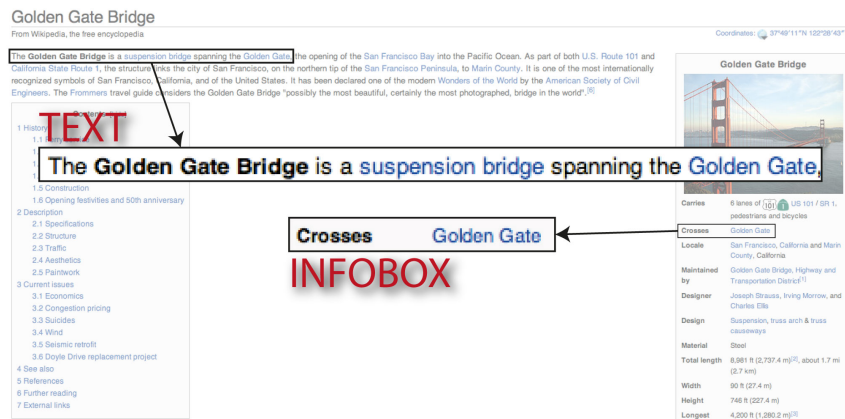 Golden Gate Bridge
From Wikipedia, the free encyclopedia
Coordinates: 37°49′11″N 122°28′43″
The Golden Gate Bridge is a suspension bridge spanning the Golden Gate, the opening of the San Francisco Bay into the Pacific Ocean. As part of both U.S. Route 101 and
California State Route 1, the structure links the city of San Francisco, on the northern tip of the San Francisco Peninsula, to Marin County. It is one of the most internationally
recognized symbols of San Francisco, California, and of the United States. It has been declared one of the modern Wonders of the World by the American Society of Civil
Engineers. The Frommers travel guide considers the Golden Gate Bridge "possibly the most beautiful, certainly the most photographed, bridge in the world".[6]
Contents
1 History
TEXT
1.1
The Golden Gate Bridge is a suspension bridge spanning the Golden Gate,
1.5 Construction
1.6 Opening festivities and 50th anniversary
2 Description
2.1 Specifications
2.2 Structure
2.3 Traffic
2.4 Aesthetics
2.5 Paintwork
3 Current issues
3.1 Economics
3.2 Congestion pricing
3.3 Suicides
3.4 Wind
3.5 Seismic retrofit
3.6 Doyle Drive replacement project
4 See also
5 References
6 Further reading
7 External links
Crosses Golden Gate
INFOBOX
Golden Gate Bridge
Carries 6 lanes of 101 1 US 101 / SR 1,
pedestrians and bicycles
Crosses Golden Gate
Locale San Francisco, California and Marin
County, California
Maintained Golden Gate Bridge, Highway and
by Transportation District[1]
Designer Joseph Strauss, Irving Morrow, and
Charles Ellis
Design Suspension, truss arch & truss
causeways
Material Steel
Total length 8,981 ft (2,737.4 m)[2], about 1.7 mi
(2.7 km)
Width 90 ft (27.4 m)
Height 746 ft (227.4 m)
Longest 4,200 ft (1,280.2 m)[3]